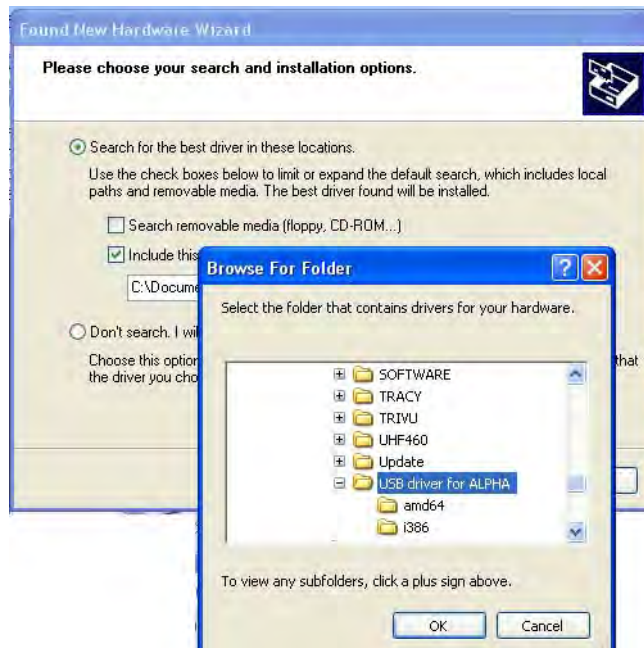 Found New Hardware Wizard
Please choose your search and installation options.
Search for the best driver in these locations.
Use the check boxes below to limit or expand the default search, which includes local
paths and removable media. The best driver found will be installed.
Search removable media (floppy, CD-ROM...)
Include this
C:\Docume
Don't search. I wil
Choose this option
that
the driver you cho
Browse For Folder
Select the folder that contains drivers for your hardware.
SOFTWARE
TRACY
TRIVU
UHF460
Update
USB driver for ALPHA
amd64
i386
To view any subfolders, click a plus sign above.
OK
Cancel